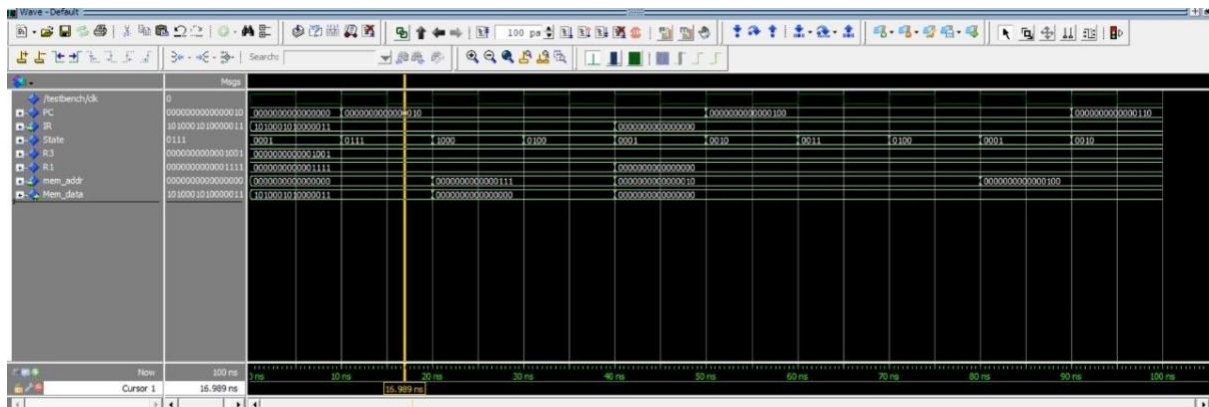 Wave - Default
100 ps
Search:
Msgs
/testbench/clk 0
PC 0000000000000010 0000000000000000 0000000000000010 0000000000000100 0000000000000110
IR 1010001010000011 1010001010000011 0000000000000000
State 0111 0001 0111 1000 0100 0001 0010 0011 0100 0001 0010
R3 0000000000001001 0000000000001001
R1 0000000000001111 0000000000001111 0000000000000000
mem_addr 0000000000000000 0000000000000000 0000000000000111 0000000000000010 0000000000000100
Mem_data 1010001010000011 1010001010000011 0000000000000000 0000000000000000
Now 100 ns 10 ns 20 ns 30 ns 40 ns 50 ns 60 ns 70 ns 80 ns 90 ns 100 ns
Cursor 1 16.989 ns 16.989 ns